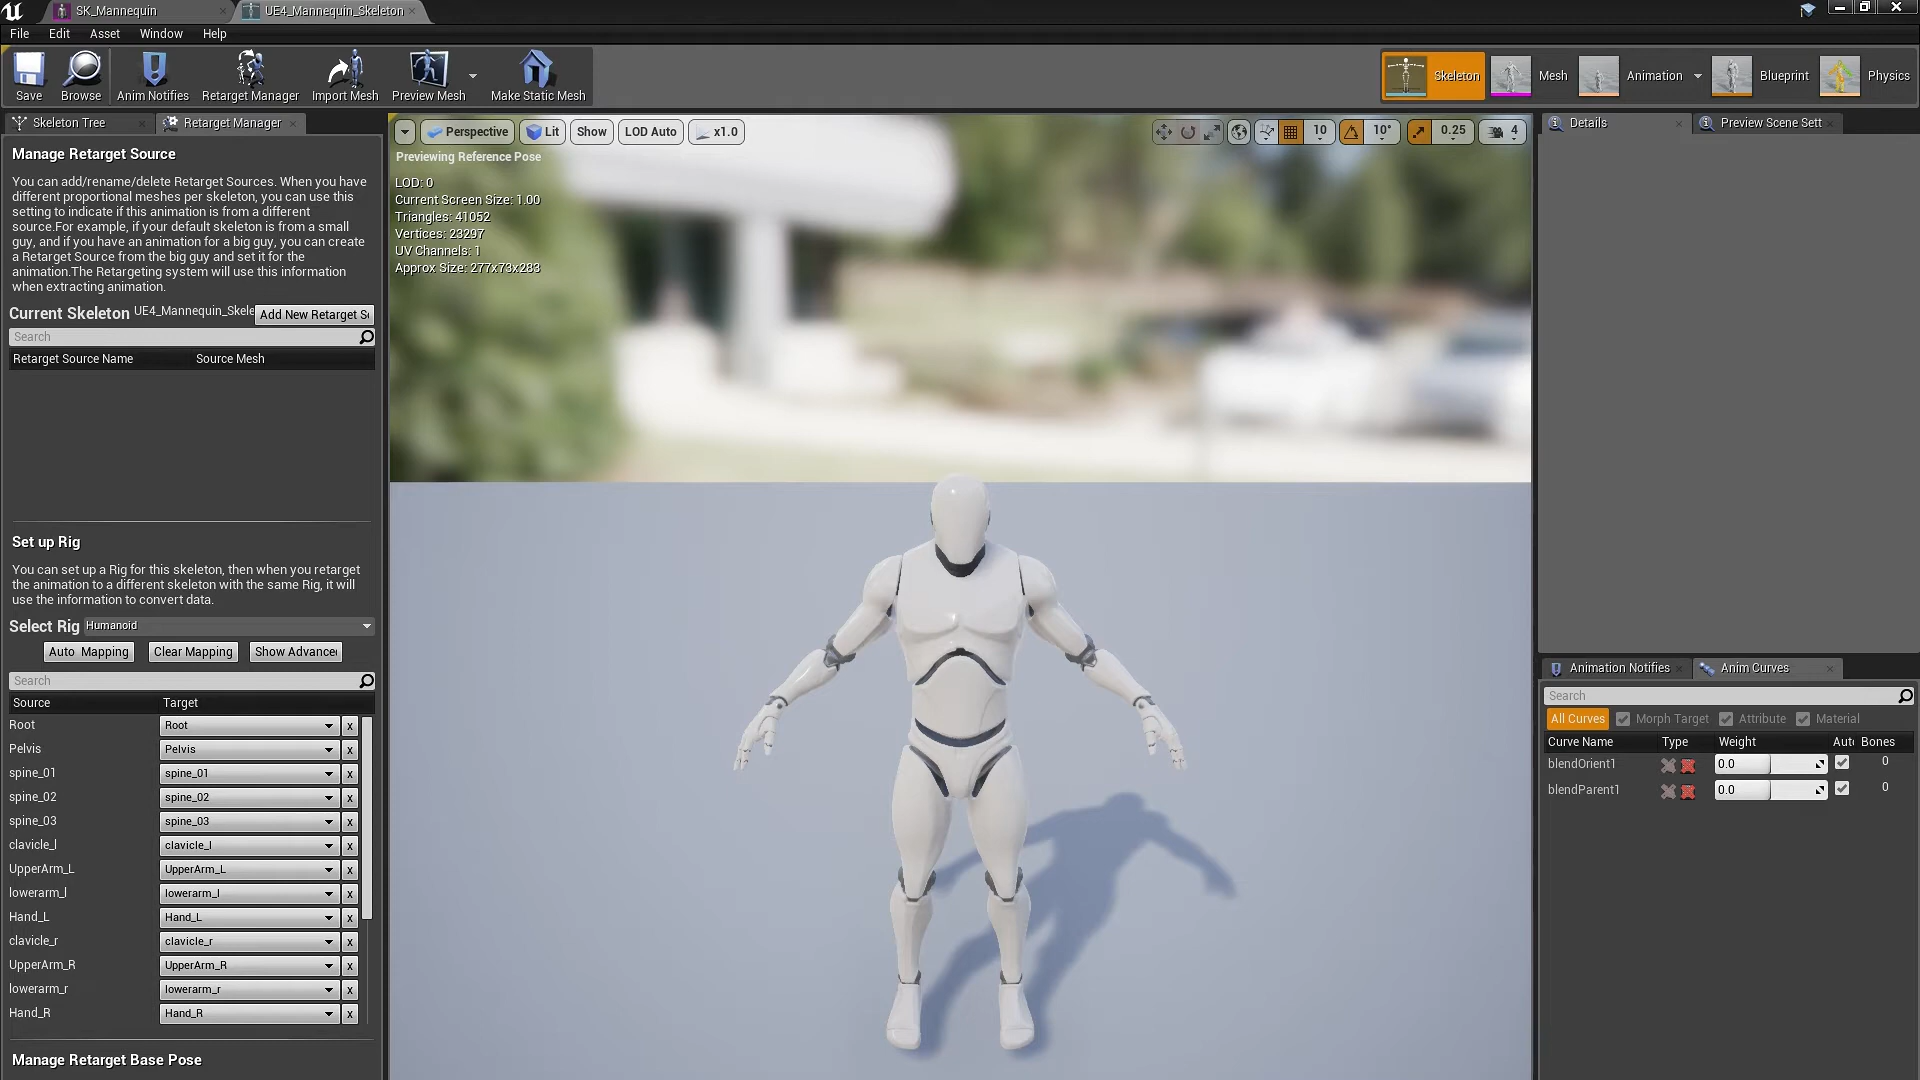 SK_Mannequin
UE4_Mannequin_Skeleton
File Edit Asset Window Help
Save
Browse
Anim Notifies
Retarget Manager
Import Mesh
Preview Mesh
Make Static Mesh
Skeleton
Mesh
Animation
Blueprint
Physics
Skeleton Tree
Retarget Manager
Manage Retarget Source
You can add/rename/delete Retarget Sources. When you have
different proportional meshes per skeleton, you can use this
setting to indicate if this animation is from a different
source.For example, if your default skeleton is from a small
guy, and if you have an animation for a big guy, you can create
a Retarget Source from the big guy and set it for the
animation.The Retargeting system will use this information
when extracting animation.
Current Skeleton UE4_Mannequin_Skele
Add New Retarget S
Search
Retarget Source Name Source Mesh
Set up Rig
You can set up a Rig for this skeleton, then when you retarget
the animation to a different skeleton with the same Rig, it will
use the information to convert data.
Select Rig Humanoid
Auto Mapping Clear Mapping Show Advance
Search
Source Target
Root Root x
Pelvis Pelvis x
spine_01 spine_01 x
spine_02 spine_02 x
spine_03 spine_03 x
clavicle_l clavicle_l x
UpperArm_L UpperArm_L x
lowerarm_l lowerarm_l x
Hand_L Hand_L x
clavicle_r clavicle_r x
UpperArm_R UpperArm_R x
lowerarm_r lowerarm_r x
Hand_R Hand_R x
Manage Retarget Base Pose
Perspective Lit Show LOD Auto x1.0
10 10° 0.25 4
Previewing Reference Pose
LOD: 0
Current Screen Size: 1.00
Triangles: 41052
Vertices: 23297
UV Channels: 1
Approx Size: 277x73x283
Details
Preview Scene Sett
Animation Notifies
Anim Curves
Search
All Curves Morph Target Attribute Material
Curve Name Type Weight Aut Bones
blendOrient1 0.0 0
blendParent1 0.0 0